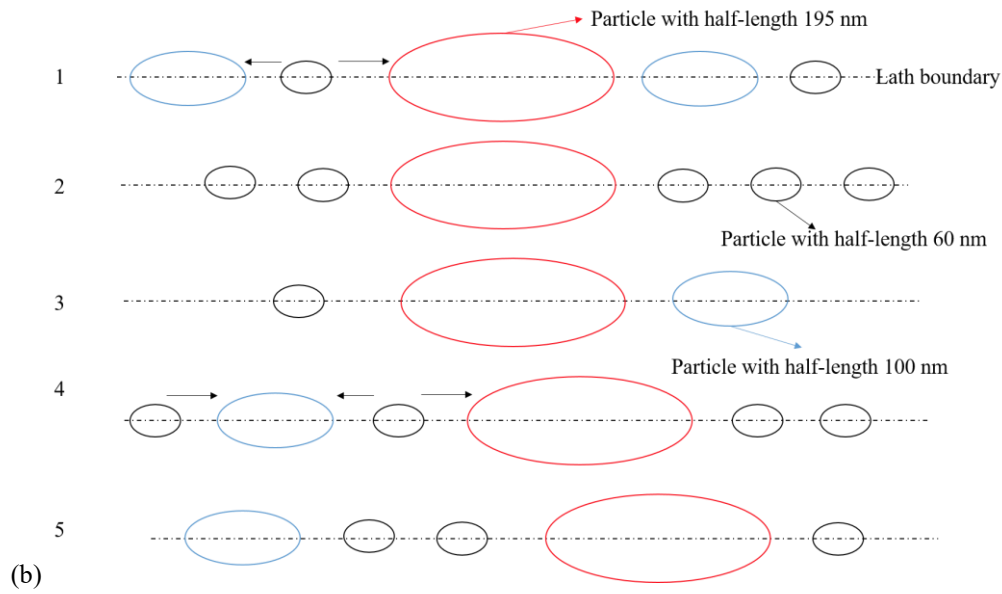 Particle with half-length 195 nm
1
Lath boundary
2
Particle with half-length 60 nm
3
Particle with half-length 100 nm
4
5
(b)